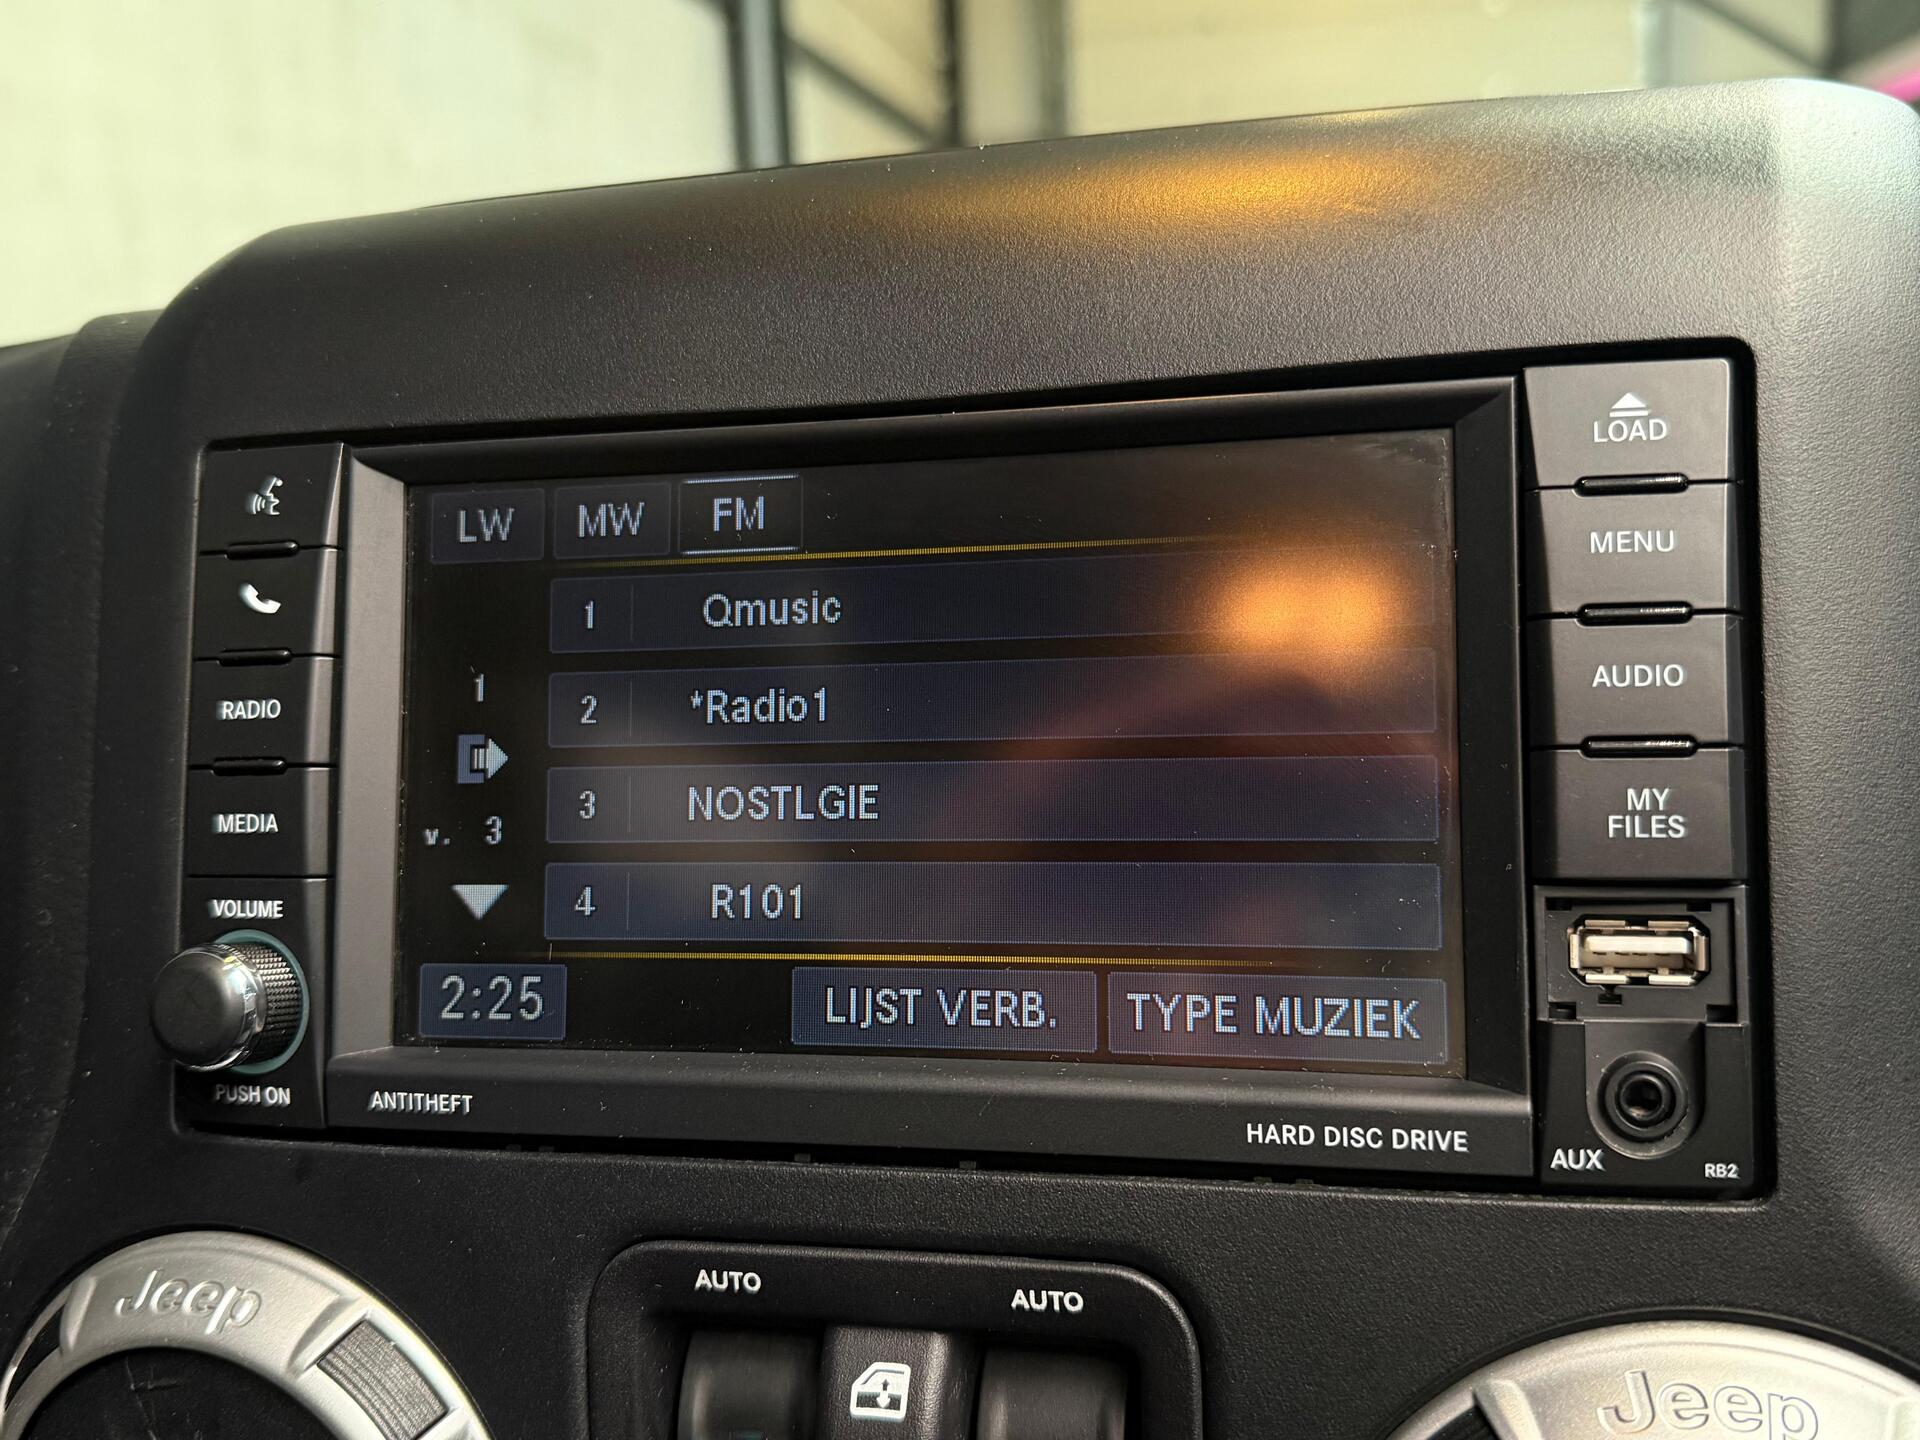 LW MW FM
1 Qmusic
1
2 *Radio1
3 NOSTLGIE
v. 3
4 R101
2:25 LIJST VERB. TYPE MUZIEK
RADIO
MEDIA
VOLUME
PUSH ON
ANTITHEFT
HARD DISC DRIVE
LOAD
MENU
AUDIO
MY
FILES
AUX
RB2
AUTO AUTO
Jeep
Jeep